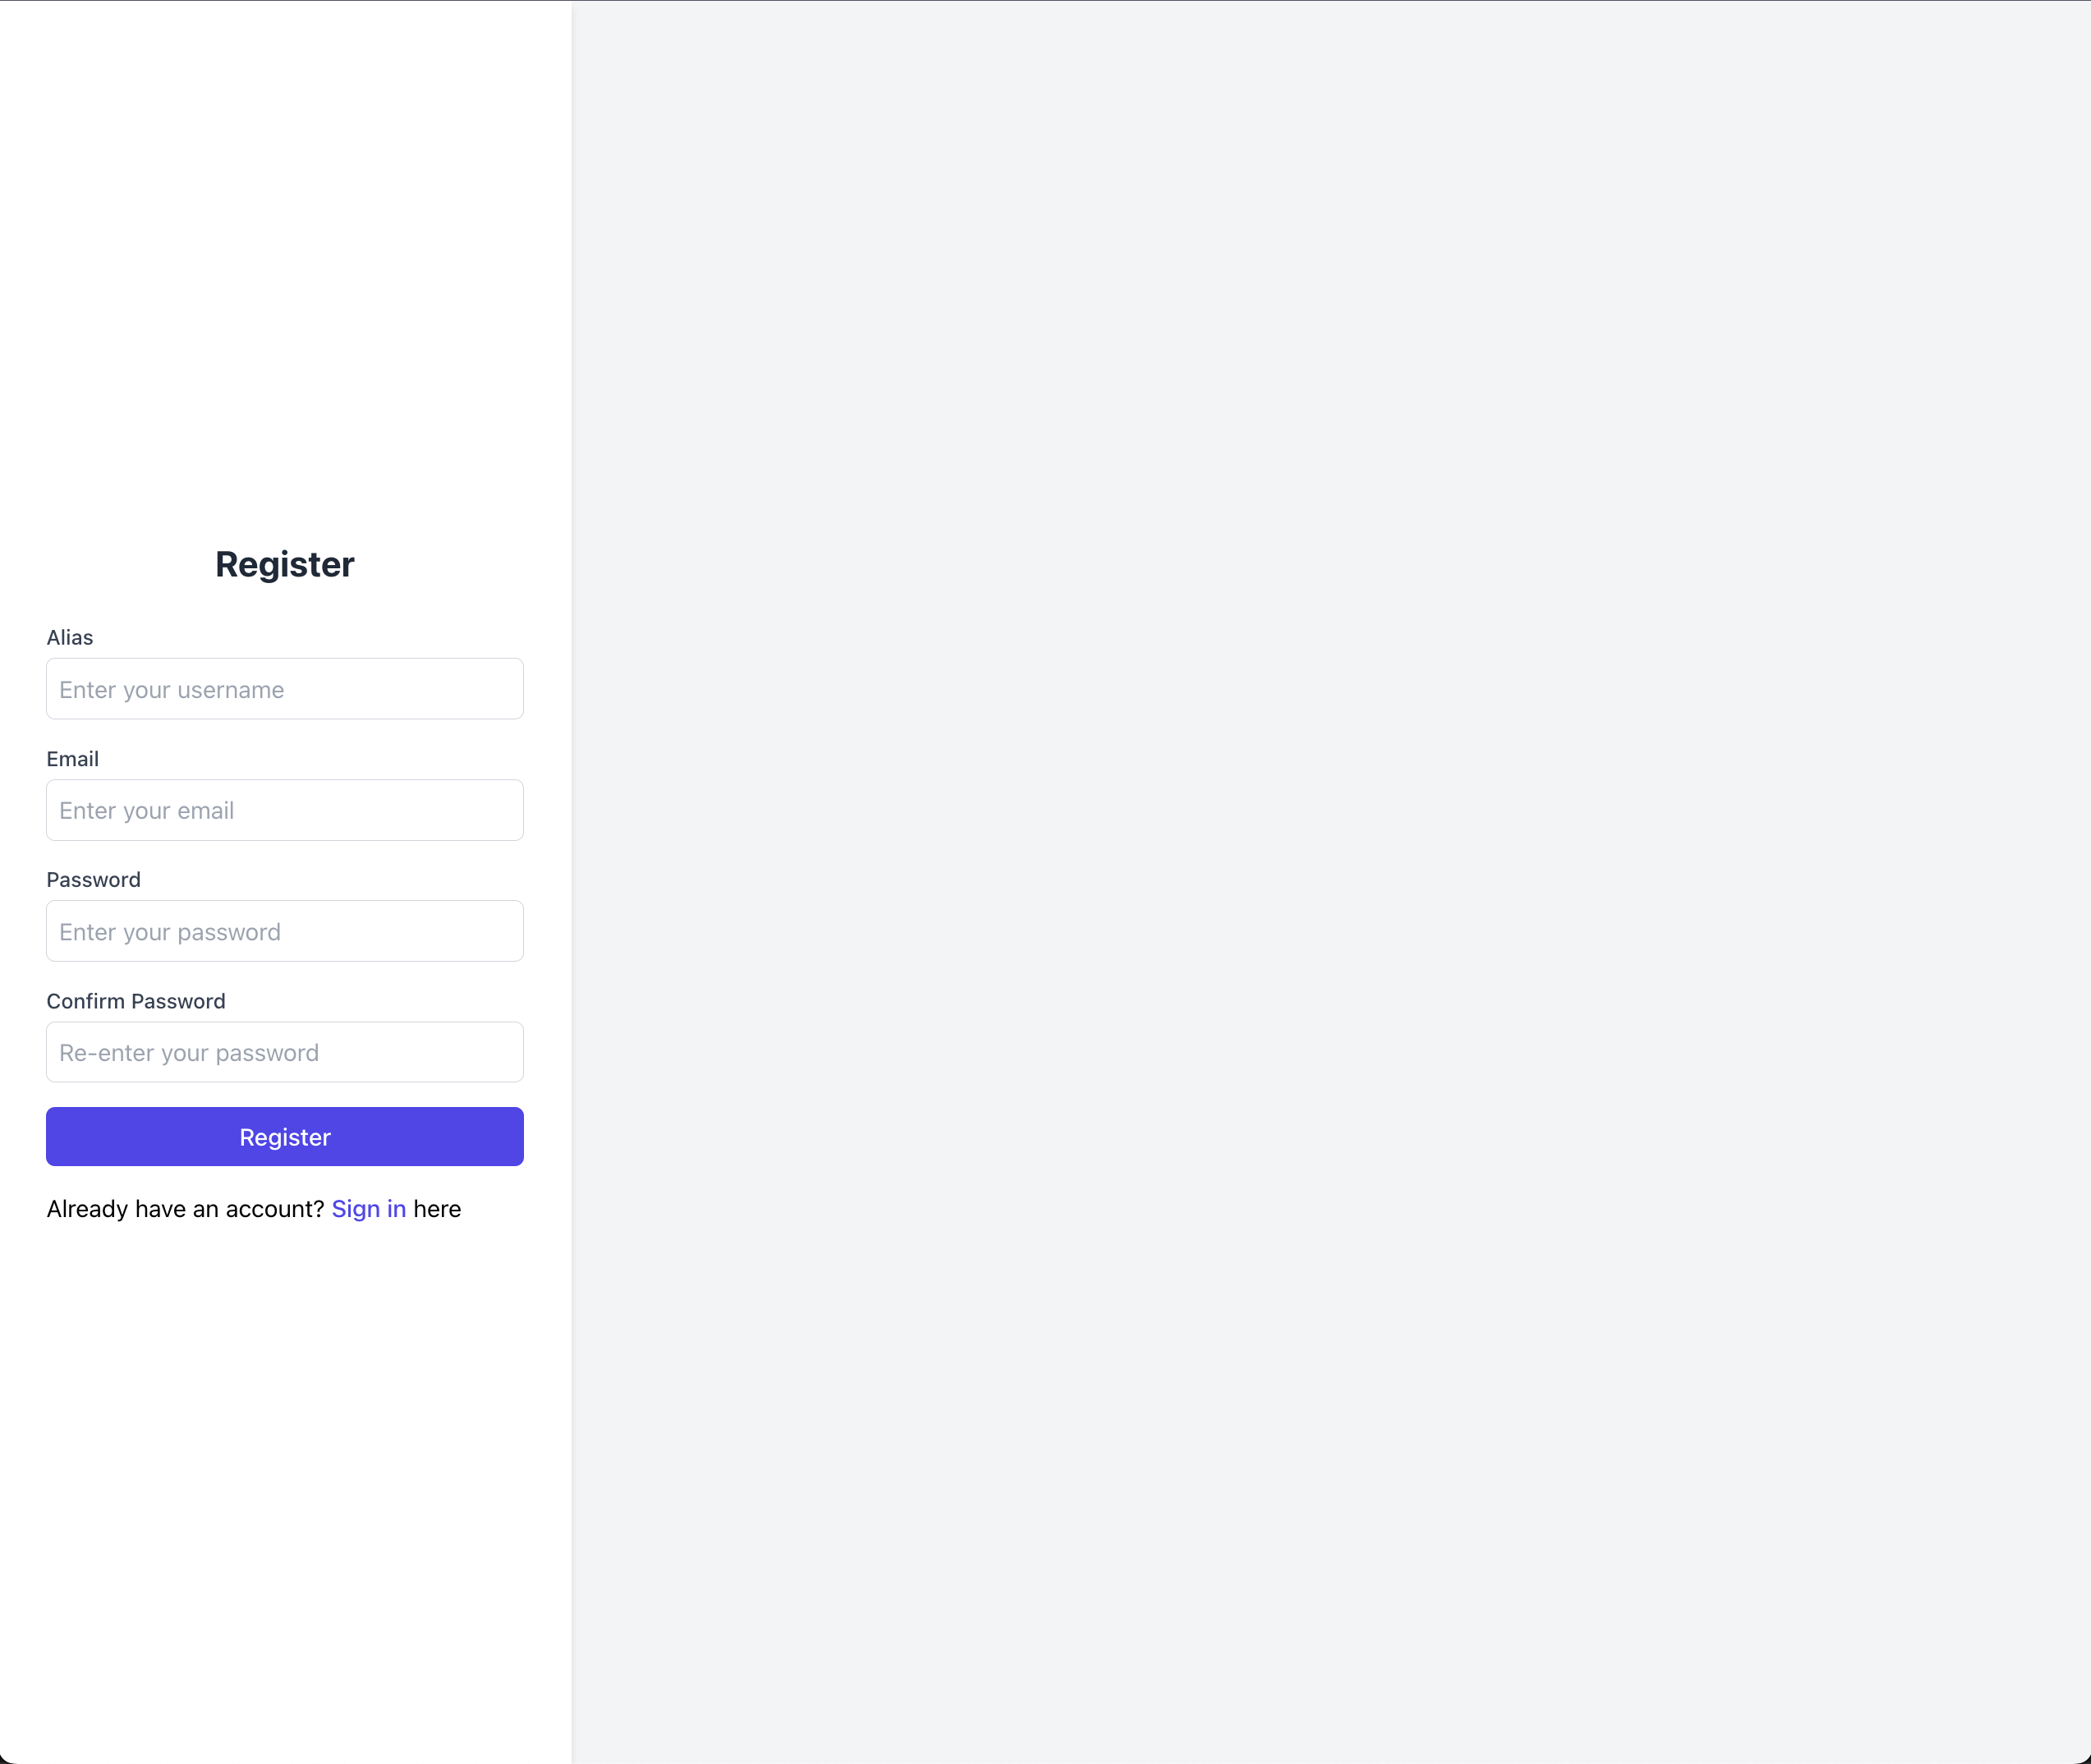 Register
Alias
Enter your username
Email
Enter your email
Password
Enter your password
Confirm Password
Re-enter your password
Register
Already have an account? Sign in here